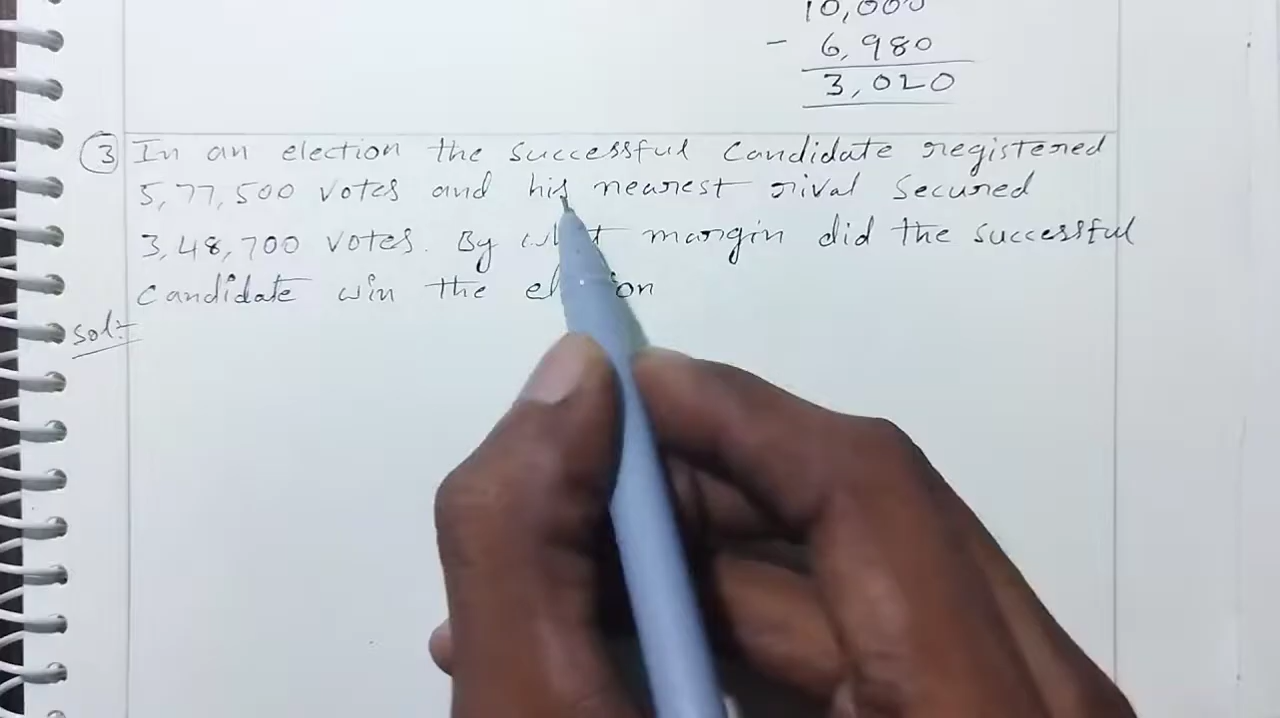 10,000
- 6,980
3,020
3 In an election the successful candidate registered
5,77,500 votes and his nearest rival secured
3,48,700 votes. By margin did the successful
candidate win the
Sol:-